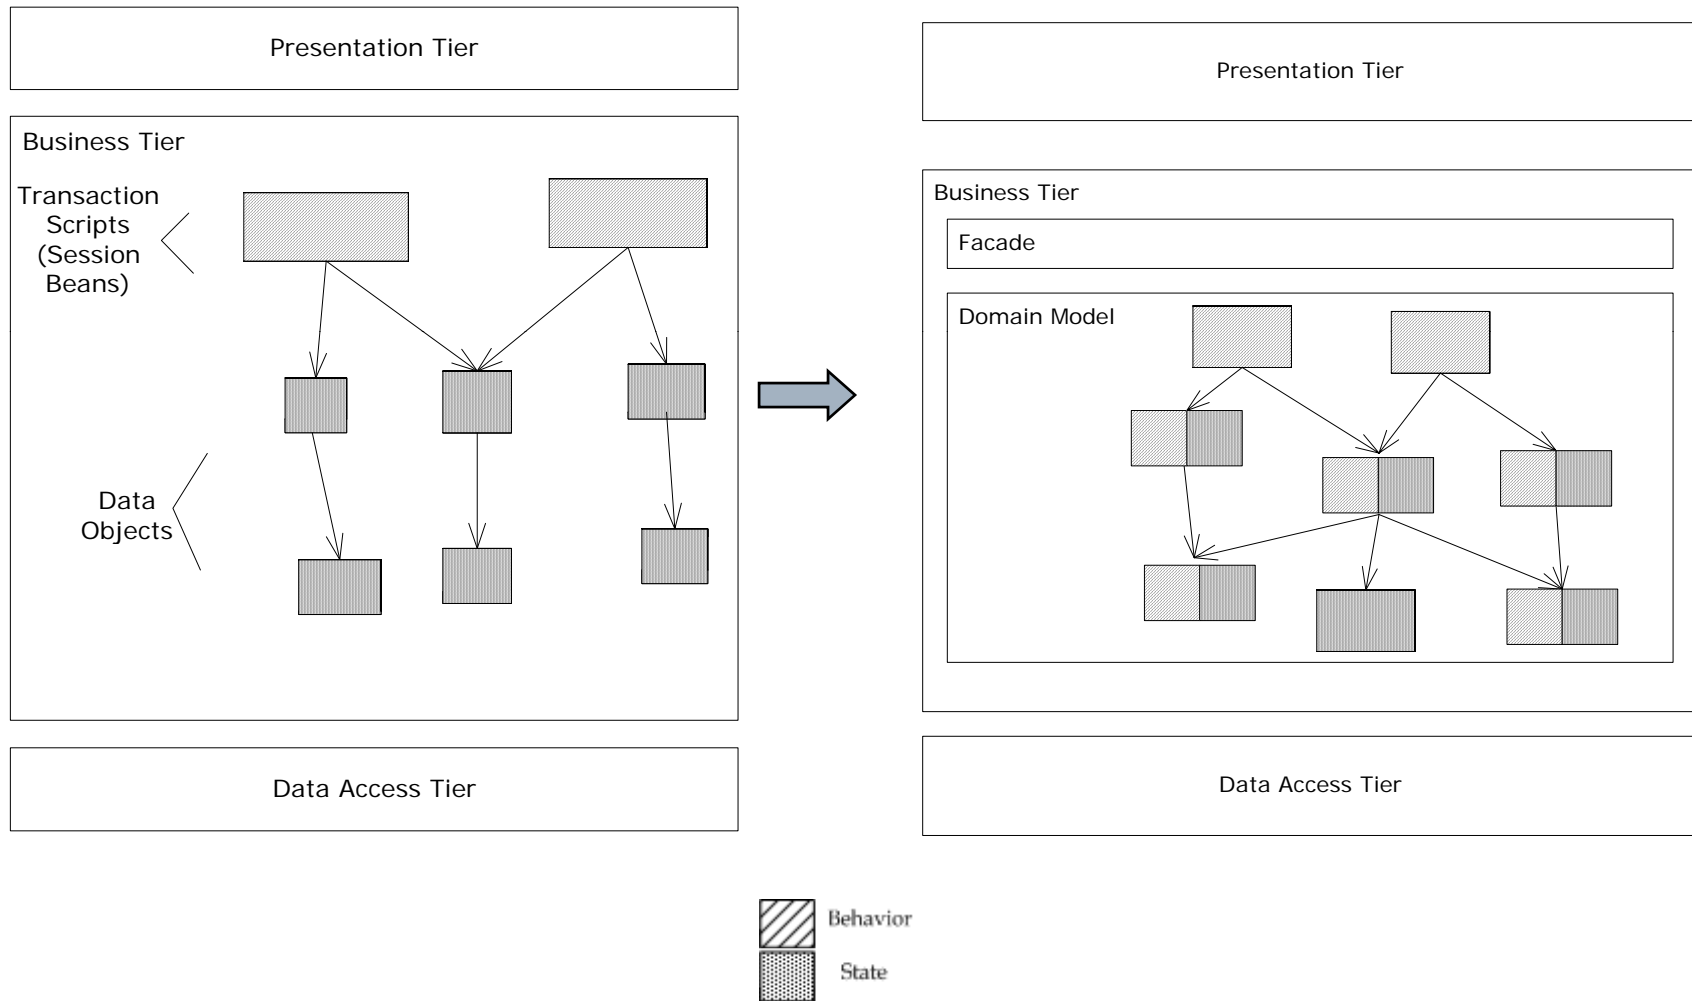 Presentation Tier
Business Tier
Transaction
Scripts
(Session
Beans)
Data
Objects
Data Access Tier
Presentation Tier
Business Tier
Facade
Domain Model
Data Access Tier
Behavior
State